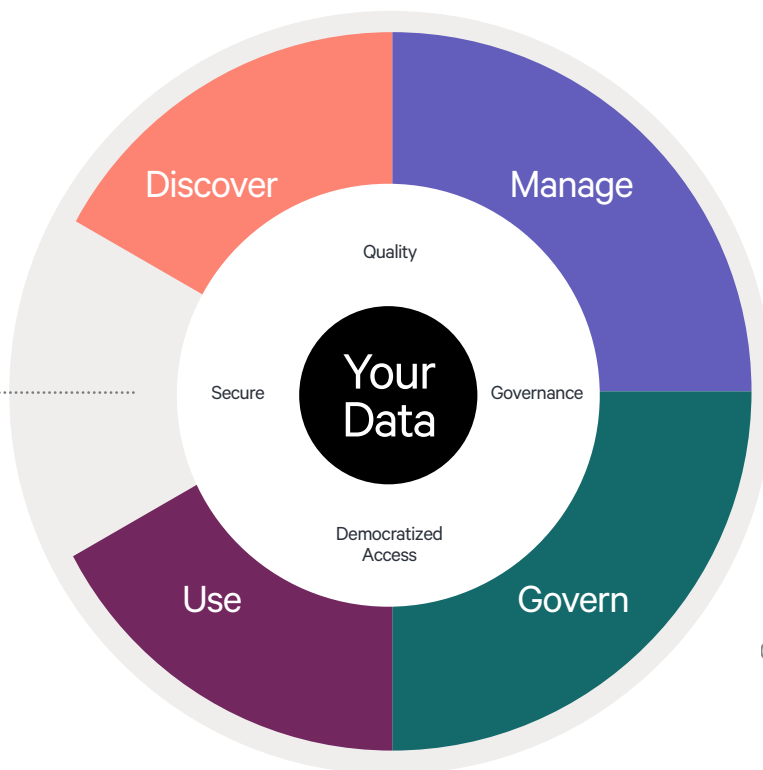 Discover
Manage
Quality
Secure
Your
Data
Governance
Democratized
Access
Use
Govern